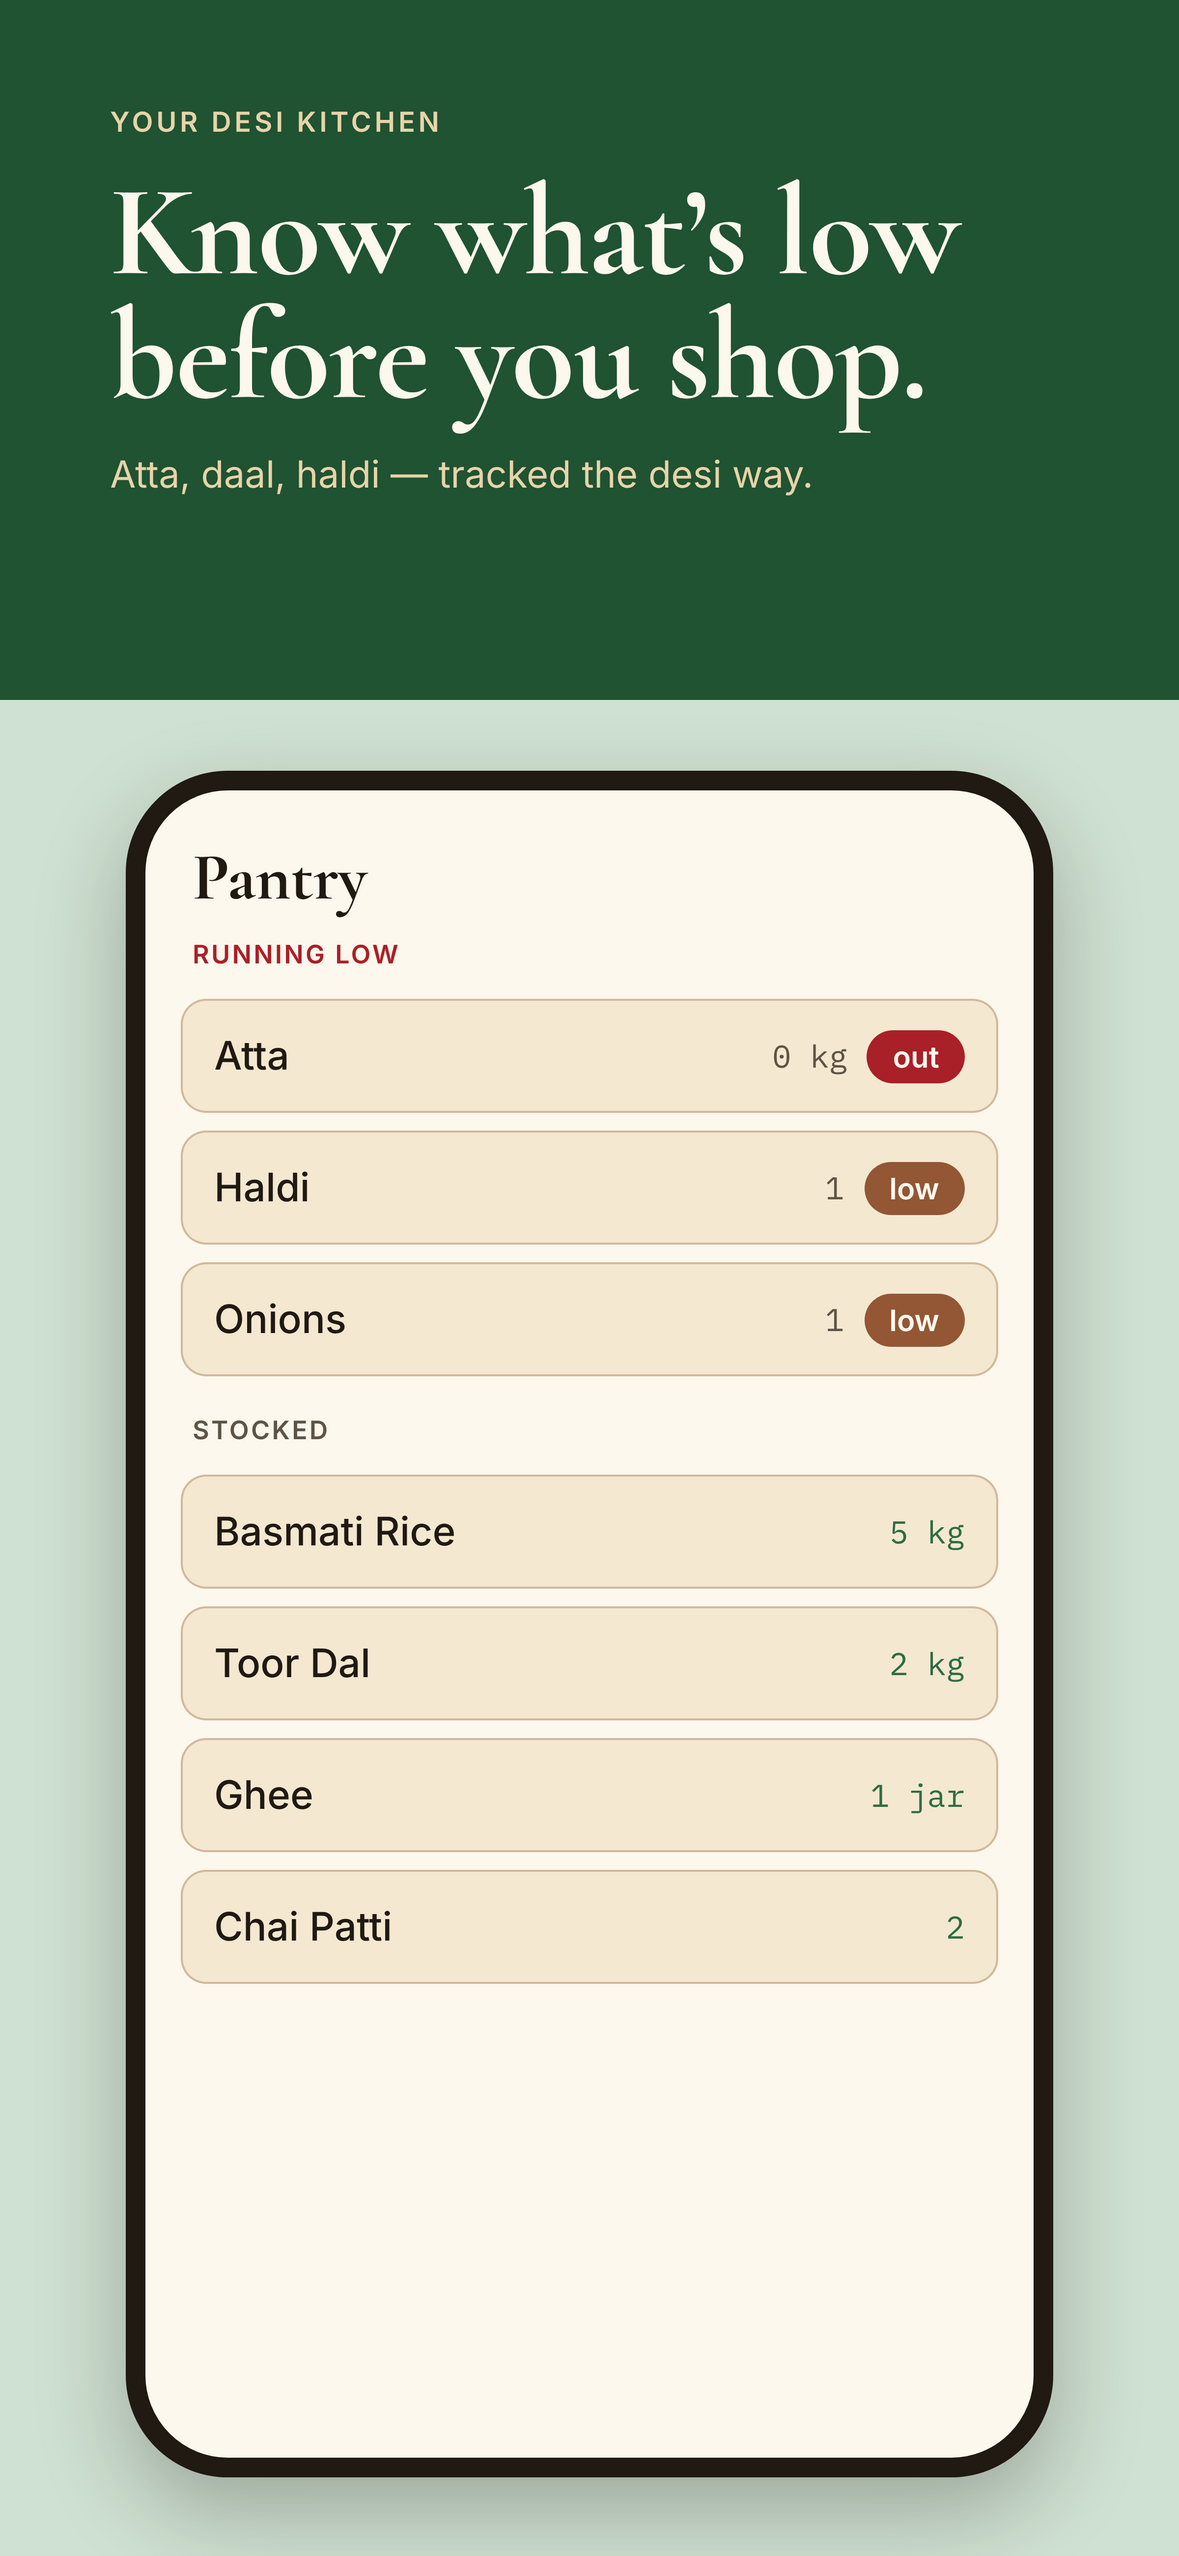 YOUR DESI KITCHEN
Know what’s low
before you shop.
Atta, daal, haldi — tracked the desi way.
Pantry
RUNNING LOW
Atta 0 kg out
Haldi 1 low
Onions 1 low
STOCKED
Basmati Rice 5 kg
Toor Dal 2 kg
Ghee 1 jar
Chai Patti 2